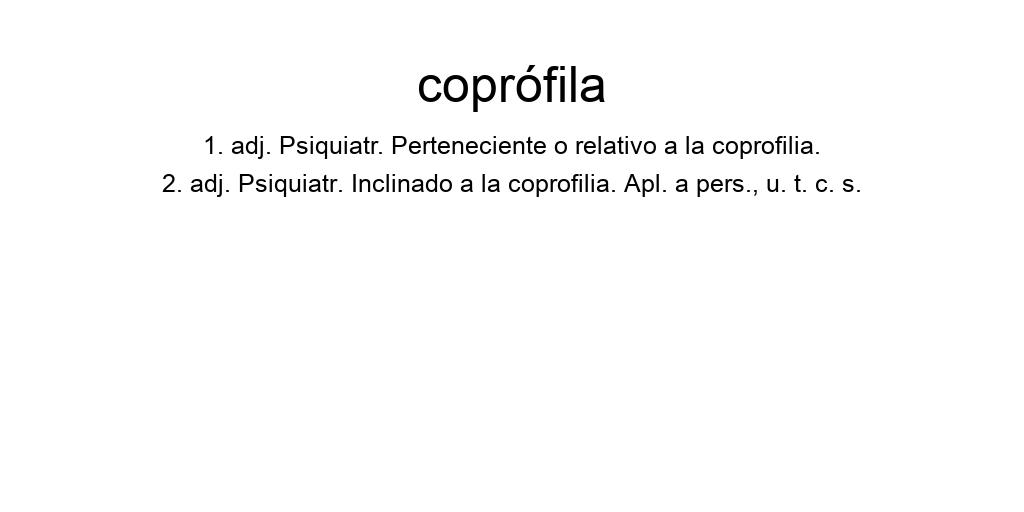 coprófila
1. adj. Psiquiatr. Perteneciente o relativo a la coprofilia.
2. adj. Psiquiatr. Inclinado a la coprofilia. Apl. a pers., u. t. c. s.